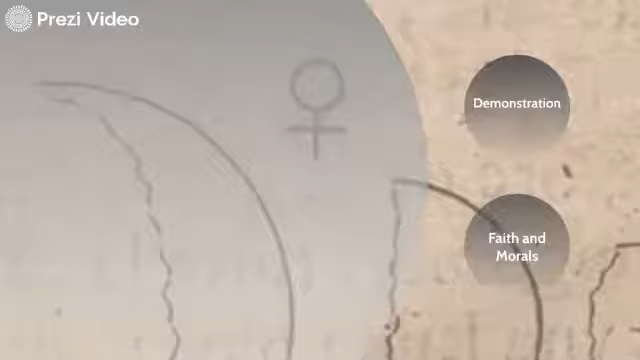 Prezi Video
Demonstration
Faith and
Morals